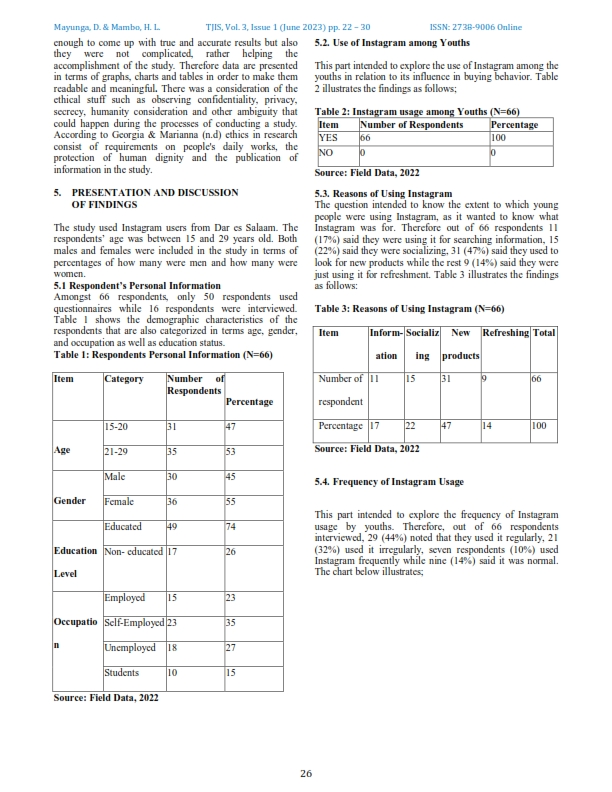 Mayunga, D. & Mambo, H. L. TJIS, Vol. 3, Issue 1 (June 2023) pp. 22 – 30 ISSN: 2738-9006 Online
enough to come up with true and accurate results but also
they were not complicated, rather helping the
accomplishment of the study. Therefore data are presented
in terms of graphs, charts and tables in order to make them
readable and meaningful. There was a consideration of the
ethical stuff such as observing confidentiality, privacy,
secrecy, humanity consideration and other ambiguity that
could happen during the processes of conducting a study.
According to Georgia & Marianna (n.d) ethics in research
consist of requirements on people's daily works, the
protection of human dignity and the publication of
information in the study.
5. PRESENTATION AND DISCUSSION
OF FINDINGS
The study used Instagram users from Dar es Salaam. The
respondents' age was between 15 and 29 years old. Both
males and females were included in the study in terms of
percentages of how many were men and how many were
women.
5.1 Respondent's Personal Information
Amongst 66 respondents, only 50 respondents used
questionnaires while 16 respondents were interviewed.
Table 1 shows the demographic characteristics of the
respondents that are also categorized in terms age, gender,
and occupation as well as education status.
Table 1: Respondents Personal Information (N=66)
Item Category Number of
Respondents
Percentage
15-20 31 47
Age
21-29 35 53
Male 30 45
Gender
Female 36 55
Educated 49 74
Education Non- educated 17 26
Level
Employed 15 23
Occupatio Self-Employed 23 35
n
Unemployed 18 27
Students 10 15
Source: Field Data, 2022
5.2. Use of Instagram among Youths
This part intended to explore the use of Instagram among the
youths in relation to its influence in buying behavior. Table
2 illustrates the findings as follows;
Table 2: Instagram usage among Youths (N=66)
Item Number of Respondents Percentage
YES 66 100
NO 0 0
Source: Field Data, 2022
5.3. Reasons of Using Instagram
The question intended to know the extent to which young
people were using Instagram, as it wanted to know what
Instagram was for. Therefore out of 66 respondents 11
(17%) said they were using it for searching information, 15
(22%) said they were socializing, 31 (47%) said they used to
look for new products while the rest 9 (14%) said they were
just using it for refreshment. Table 3 illustrates the findings
as follows:
Table 3: Reasons of Using Instagram (N=66)
Item Inform- Socializ New Refreshing Total
ation ing products
Number of 11 15 31 9 66
respondent
Percentage 17 22 47 14 100
Source: Field Data, 2022
5.4. Frequency of Instagram Usage
This part intended to explore the frequency of Instagram
usage by youths. Therefore, out of 66 respondents
interviewed, 29 (44%) noted that they used it regularly, 21
(32%) used it irregularly, seven respondents (10%) used
Instagram frequently while nine (14%) said it was normal.
The chart below illustrates;
26